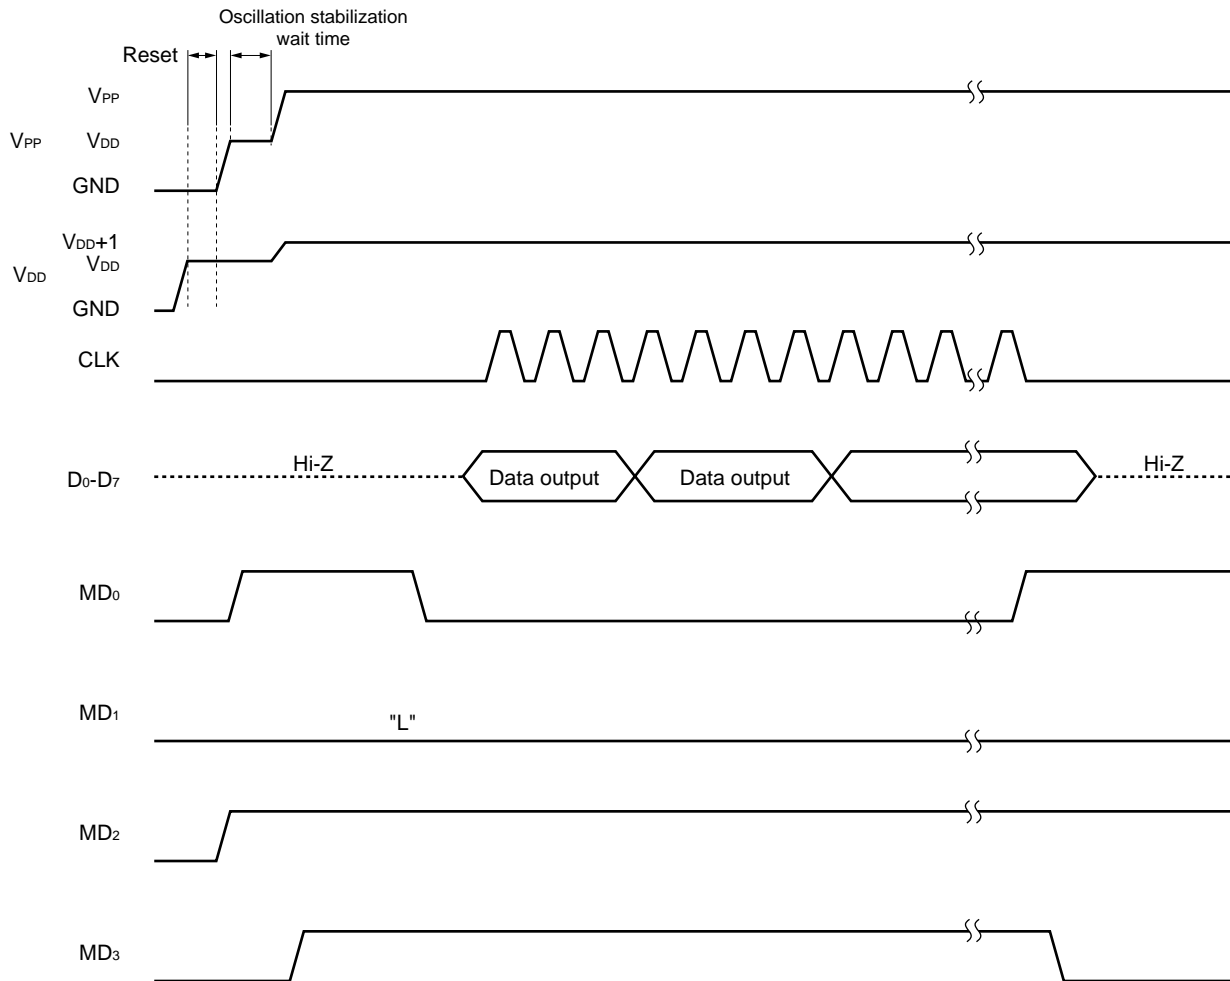 Oscillation stabilization
wait time
Reset
VPP
VPP VDD
GND
VDD+1
VDD VDD
GND
CLK
D0-D7 Hi-Z Data output Data output Hi-Z
MD0
MD1 "L"
MD2
MD3